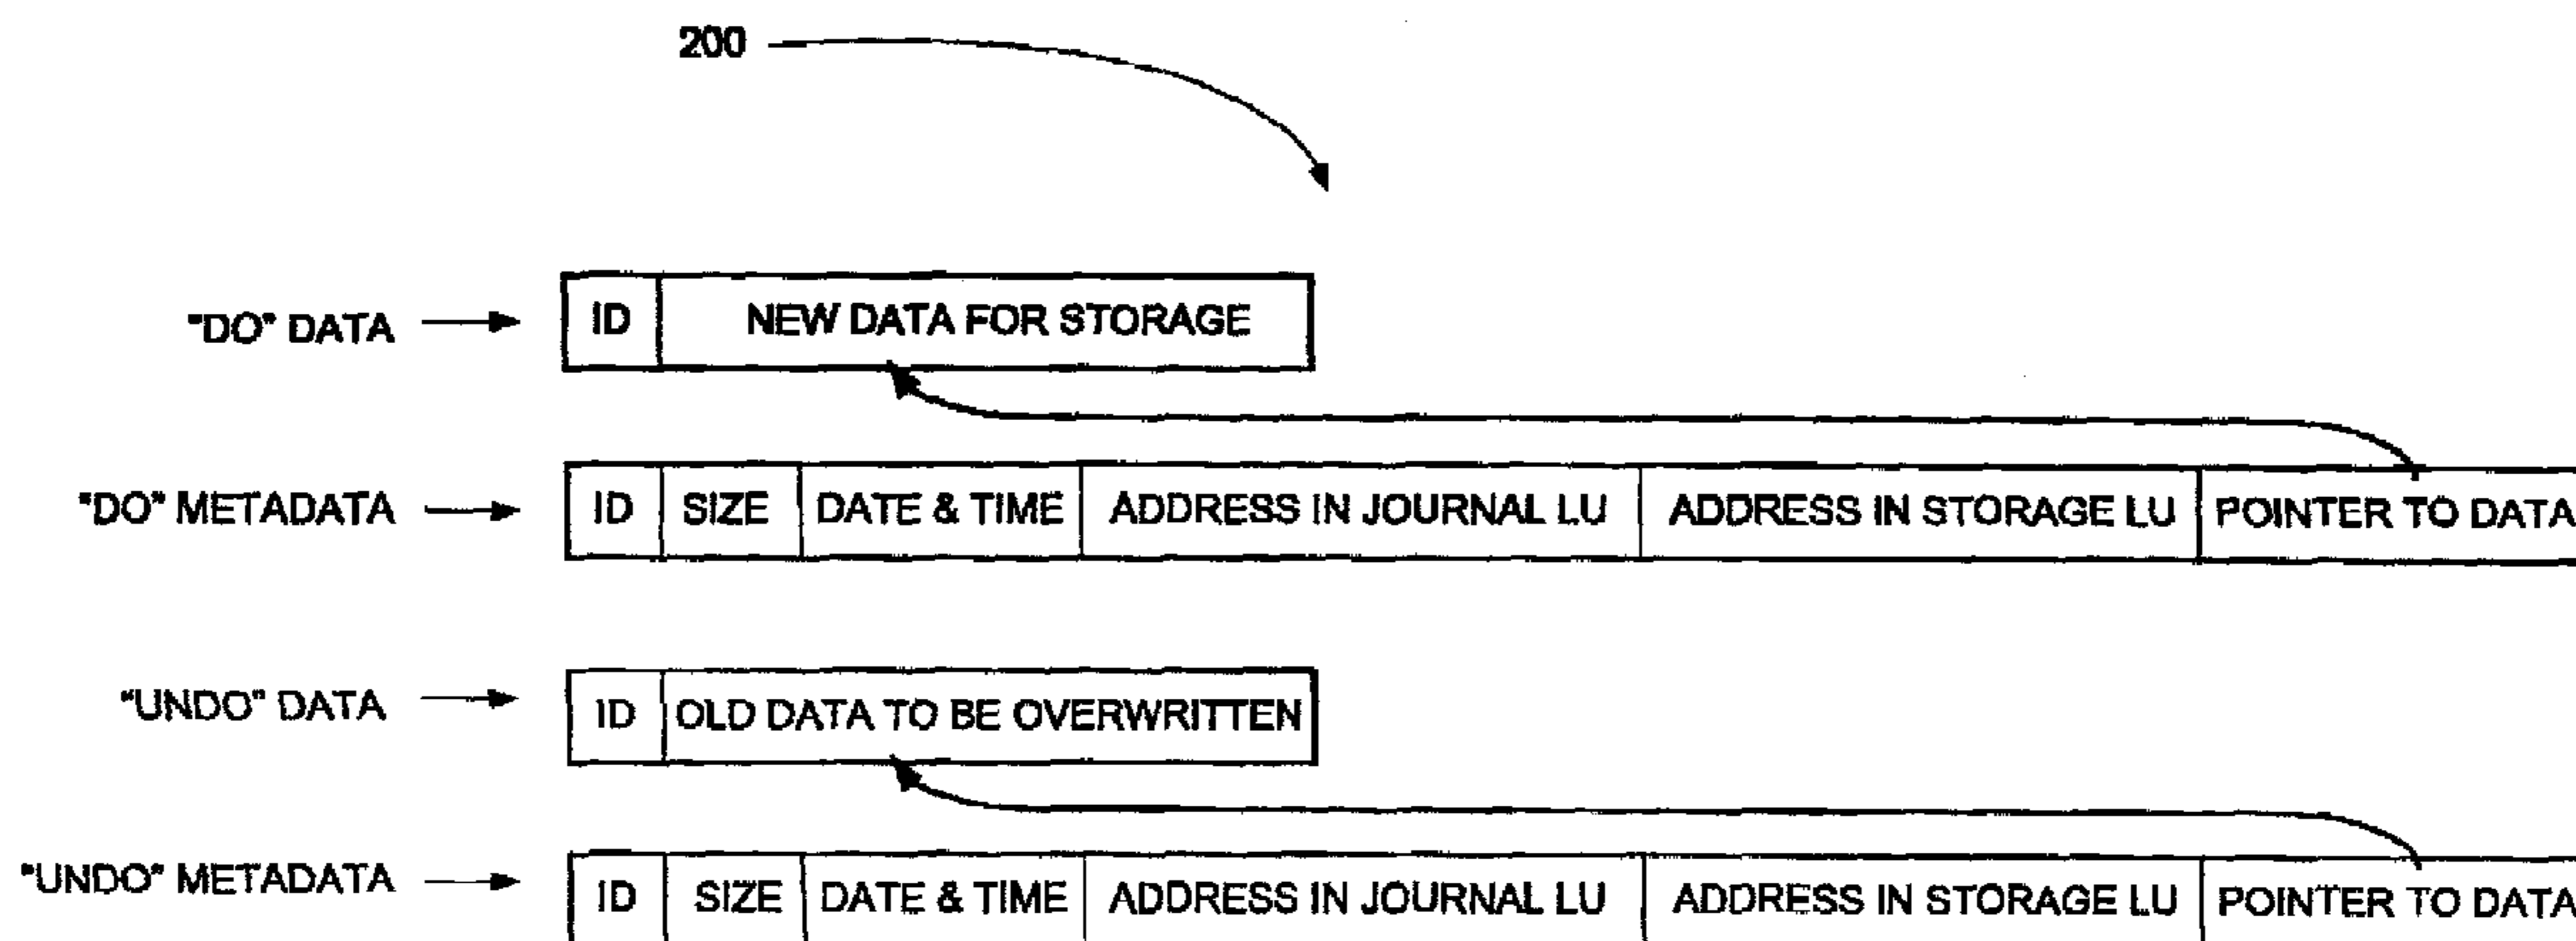 200
"DO" DATA ID NEW DATA FOR STORAGE
"DO" METADATA ID SIZE DATE & TIME ADDRESS IN JOURNAL LU ADDRESS IN STORAGE LU POINTER TO DATA
"UNDO" DATA ID OLD DATA TO BE OVERWRITTEN
"UNDO" METADATA ID SIZE DATE & TIME ADDRESS IN JOURNAL LU ADDRESS IN STORAGE LU POINTER TO DATA